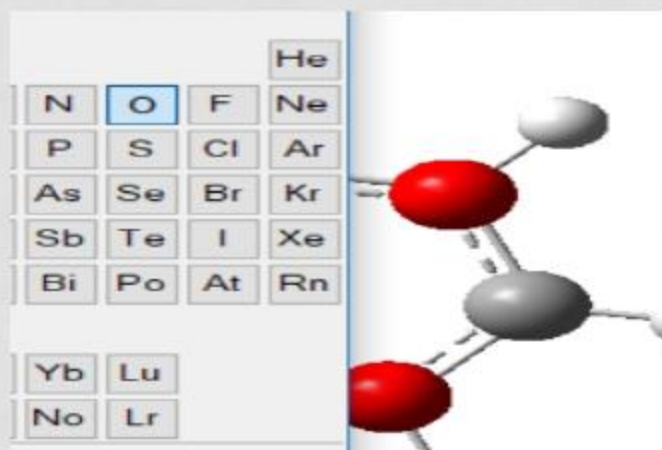 He
N O F Ne
P S Cl Ar
As Se Br Kr
Sb Te I Xe
Bi Po At Rn
Yb Lu
No Lr